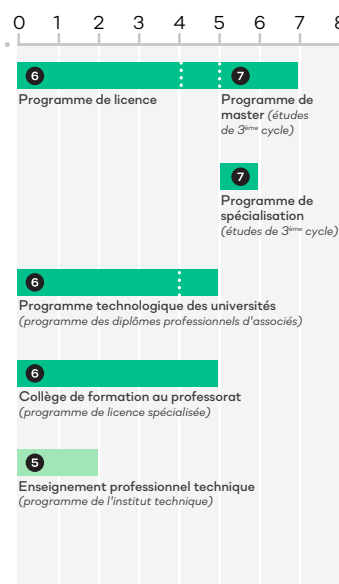 0 1 2 3 4 5 6 7 8
6 7
Programme de licence
Programme de
master (études
de 3ème cycle)
7
Programme de
spécialisation
(études de 3ème cycle)
6
Programme technologique des universités
(programme des diplômes professionnels d'associés)
6
Collège de formation au professorat
(programme de licence spécialisée)
5
Enseignement professionnel technique
(programme de l'institut technique)